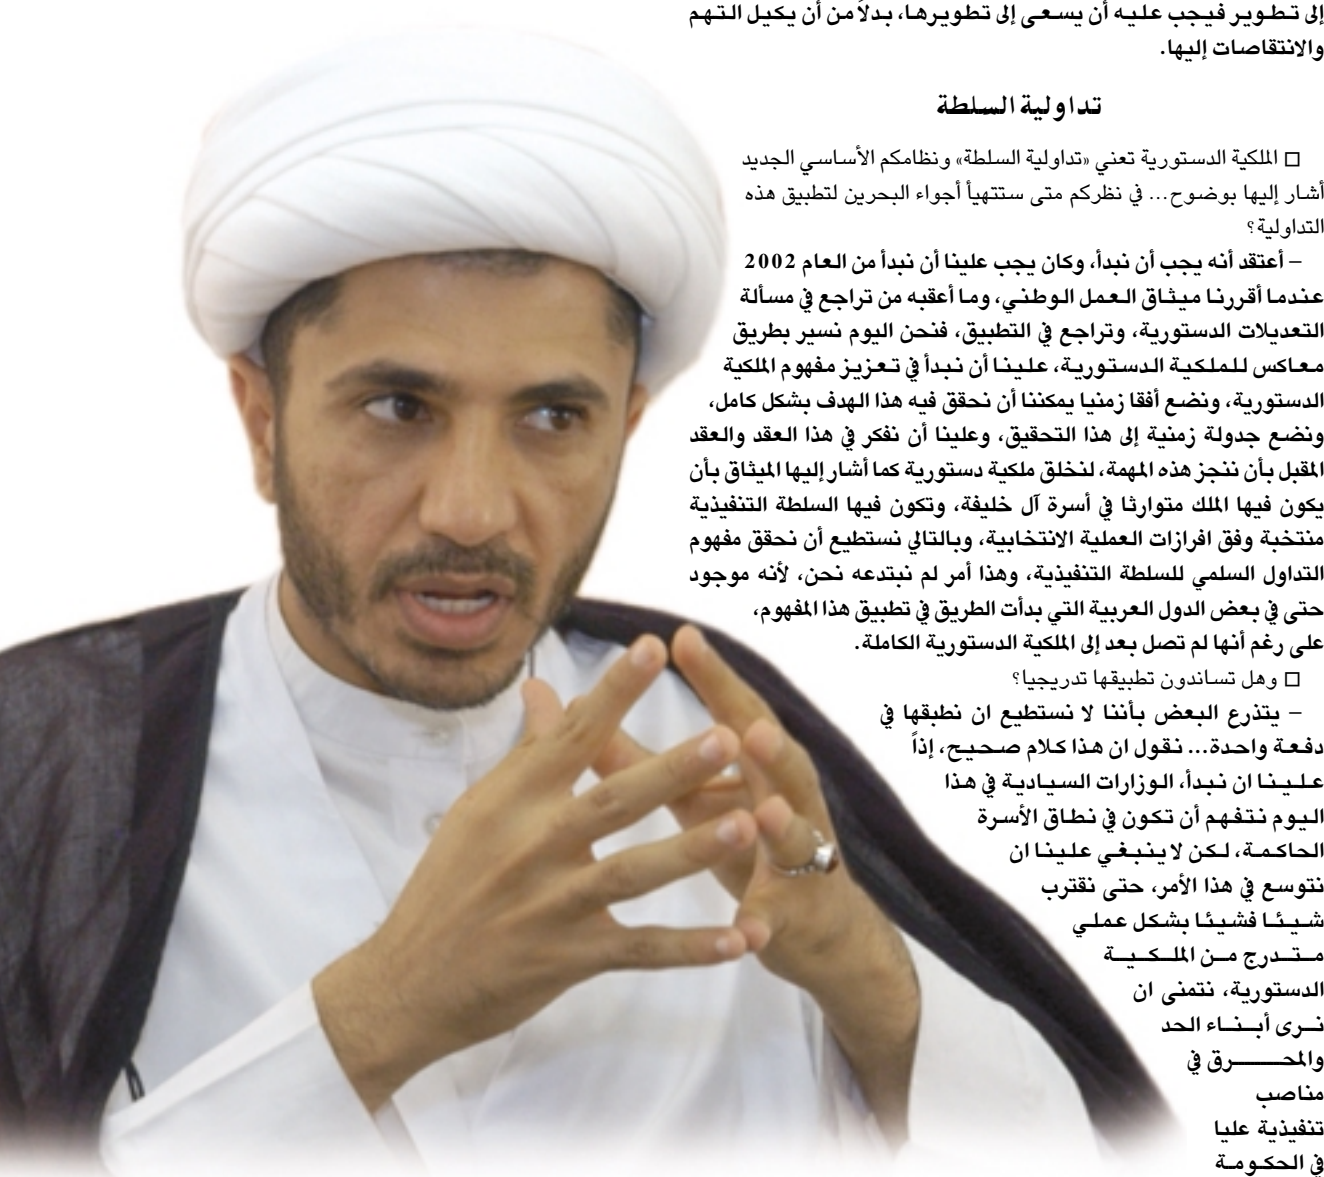 إلى تطوير فيجب عليه أن يسعى إلى تطويرها، بدلاً من أن يكيل التهم
والانتقاصات إليها.
تداولية السلطة
□ الملكية الدستورية تعني «تداولية السلطة» ونظامكم الأساسي الجديد
أشار إليها بوضوح... في نظركم متى ستتهيأ أجواء البحرين لتطبيق هذه
التداولية؟
– أعتقد أنه يجب أن نبدأ، وكان يجب علينا أن نبدأ من العام 2002
عندما أقررنا ميثاق العمل الوطني، وما أعقبه من تراجع في مسألة
التعديلات الدستورية، وتراجع في التطبيق، فنحن اليوم نسير بطريق
معاكس للملكية الدستورية، علينا أن نبدأ في تعزيز مفهوم الملكية
الدستورية، ونضع أفقا زمنيا يمكننا أن نحقق فيه هذا الهدف بشكل كامل،
ونضع جدولة زمنية إلى هذا التحقيق، وعلينا أن نفكر في هذا العقد والعقد
المقبل بأن ننجز هذه المهمة، لنخلق ملكية دستورية كما أشار إليها الميثاق بأن
يكون فيها الملك متوارثا في أسرة آل خليفة، وتكون فيها السلطة التنفيذية
منتخبة وفق افرازات العملية الانتخابية، وبالتالي نستطيع أن نحقق مفهوم
التداول السلمي للسلطة التنفيذية، وهذا أمر لم نبتدعه نحن، لأنه موجود
حتى في بعض الدول العربية التي بدأت الطريق في تطبيق هذا المفهوم،
على رغم أنها لم تصل بعد إلى الملكية الدستورية الكاملة.
□ وهل تساندون تطبيقها تدريجيا؟
– يتذرع البعض بأننا لا نستطيع ان نطبقها في
دفعة واحدة... نقول ان هذا كلام صحيح، إذاً
علينا ان نبدأ، الوزارات السيادية في هذا
اليوم نتفهم أن تكون في نطاق الأسرة
الحاكمة، لكن لا ينبغي علينا ان
نتوسع في هذا الأمر، حتى نقترب
شيئا فشيئا بشكل عملي
متدرج من الملكية
الدستورية، نتمنى ان
نرى أبناء الحد
والمحرق في
مناصب
تنفيذية عليا
في الحكومة